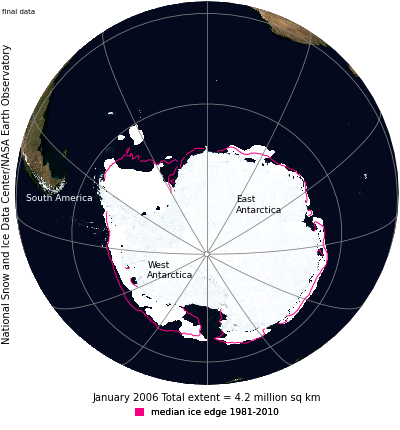 final data
National Snow and Ice Data Center/NASA Earth Observatory
South America
East
Antarctica
West
Antarctica
January 2006 Total extent = 4.2 million sq km
median ice edge 1981-2010